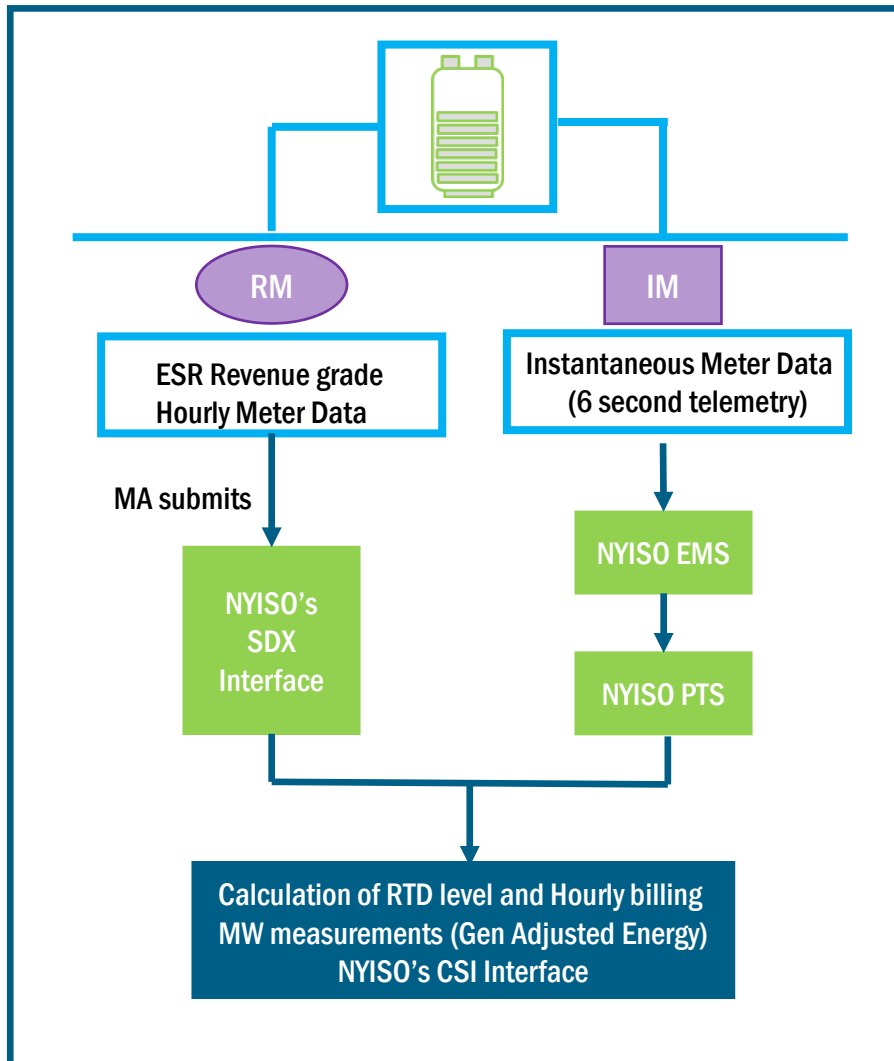 RM
IM
ESR Revenue grade
Hourly Meter Data
Instantaneous Meter Data
(6 second telemetry)
MA submits
NYISO’s
SDX
Interface
NYISO EMS
NYISO PTS
Calculation of RTD level and Hourly billing
MW measurements (Gen Adjusted Energy)
NYISO’s CSI Interface